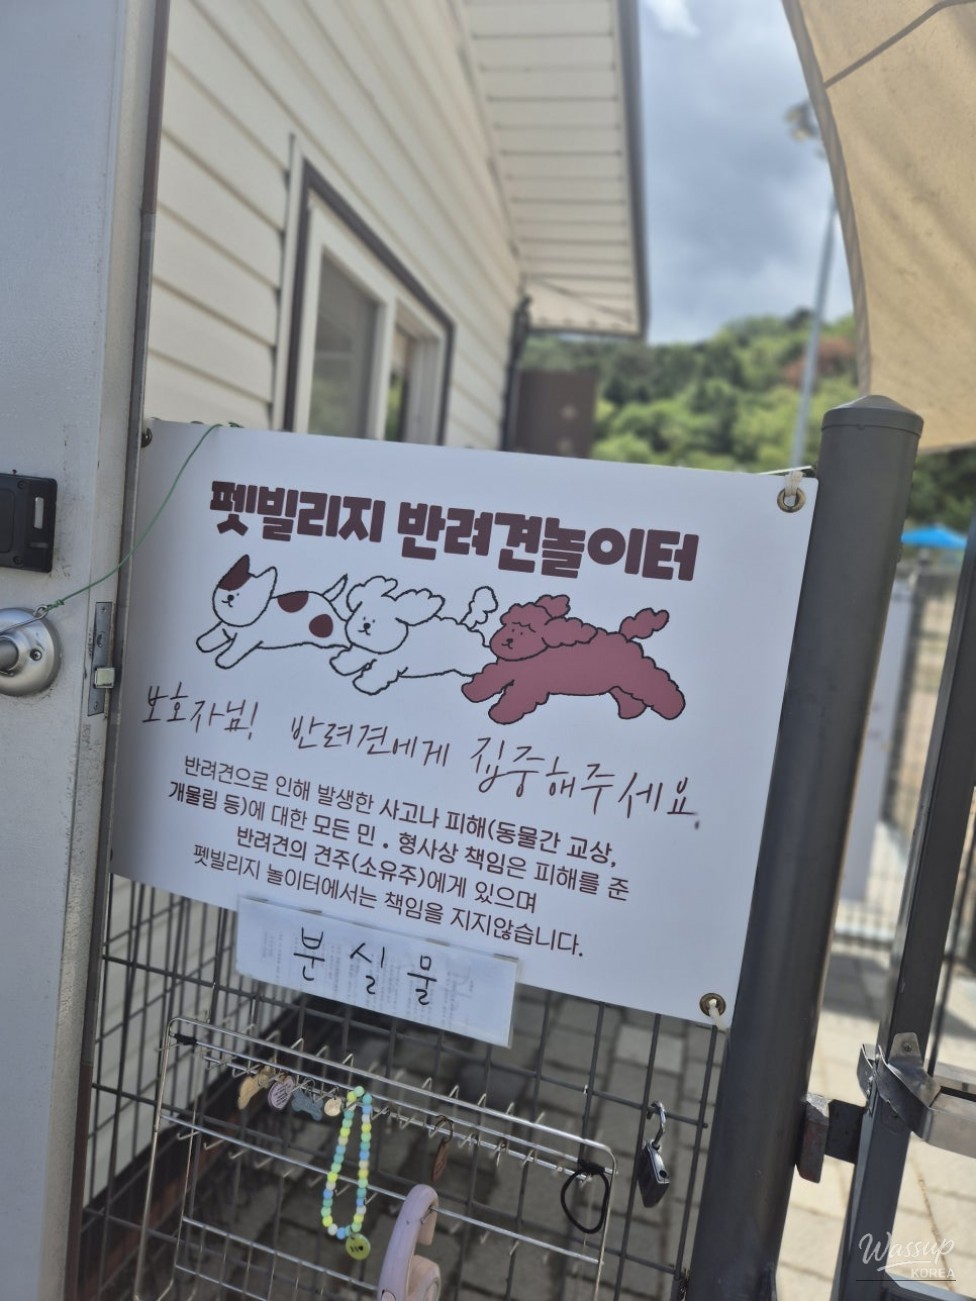 펫빌리지 반려견놀이터
보호자님! 반려견에게 집중해주세요.
반려견으로 인해 발생한 사고나 피해(동물간 교상,
개물림 등)에 대한 모든 민・형사상 책임은 피해를 준
반려견의 견주(소유주)에게 있으며
펫빌리지 놀이터에서는 책임을 지지않습니다.
분실물
Wassup
KOREA